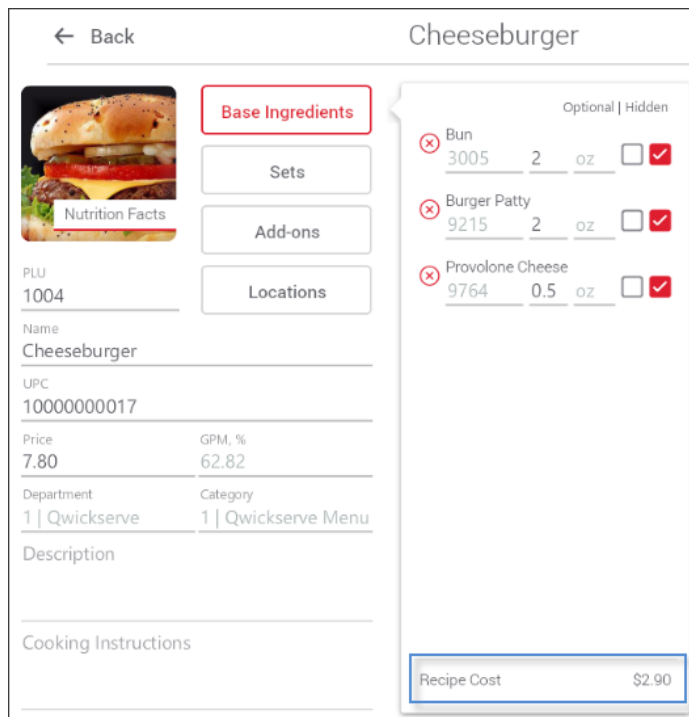 ← Back
Cheeseburger
Nutrition Facts
Base Ingredients
Sets
Add-ons
Locations
PLU
1004
Name
Cheeseburger
UPC
10000000017
Price
7.80
GPM, %
62.82
Department
1 | Qwickserve
Category
1 | Qwickserve Menu
Description
Cooking Instructions
Optional | Hidden
Bun
3005 2 oz
Burger Patty
9215 2 oz
Provolone Cheese
9764 0.5 oz
Recipe Cost $2.90